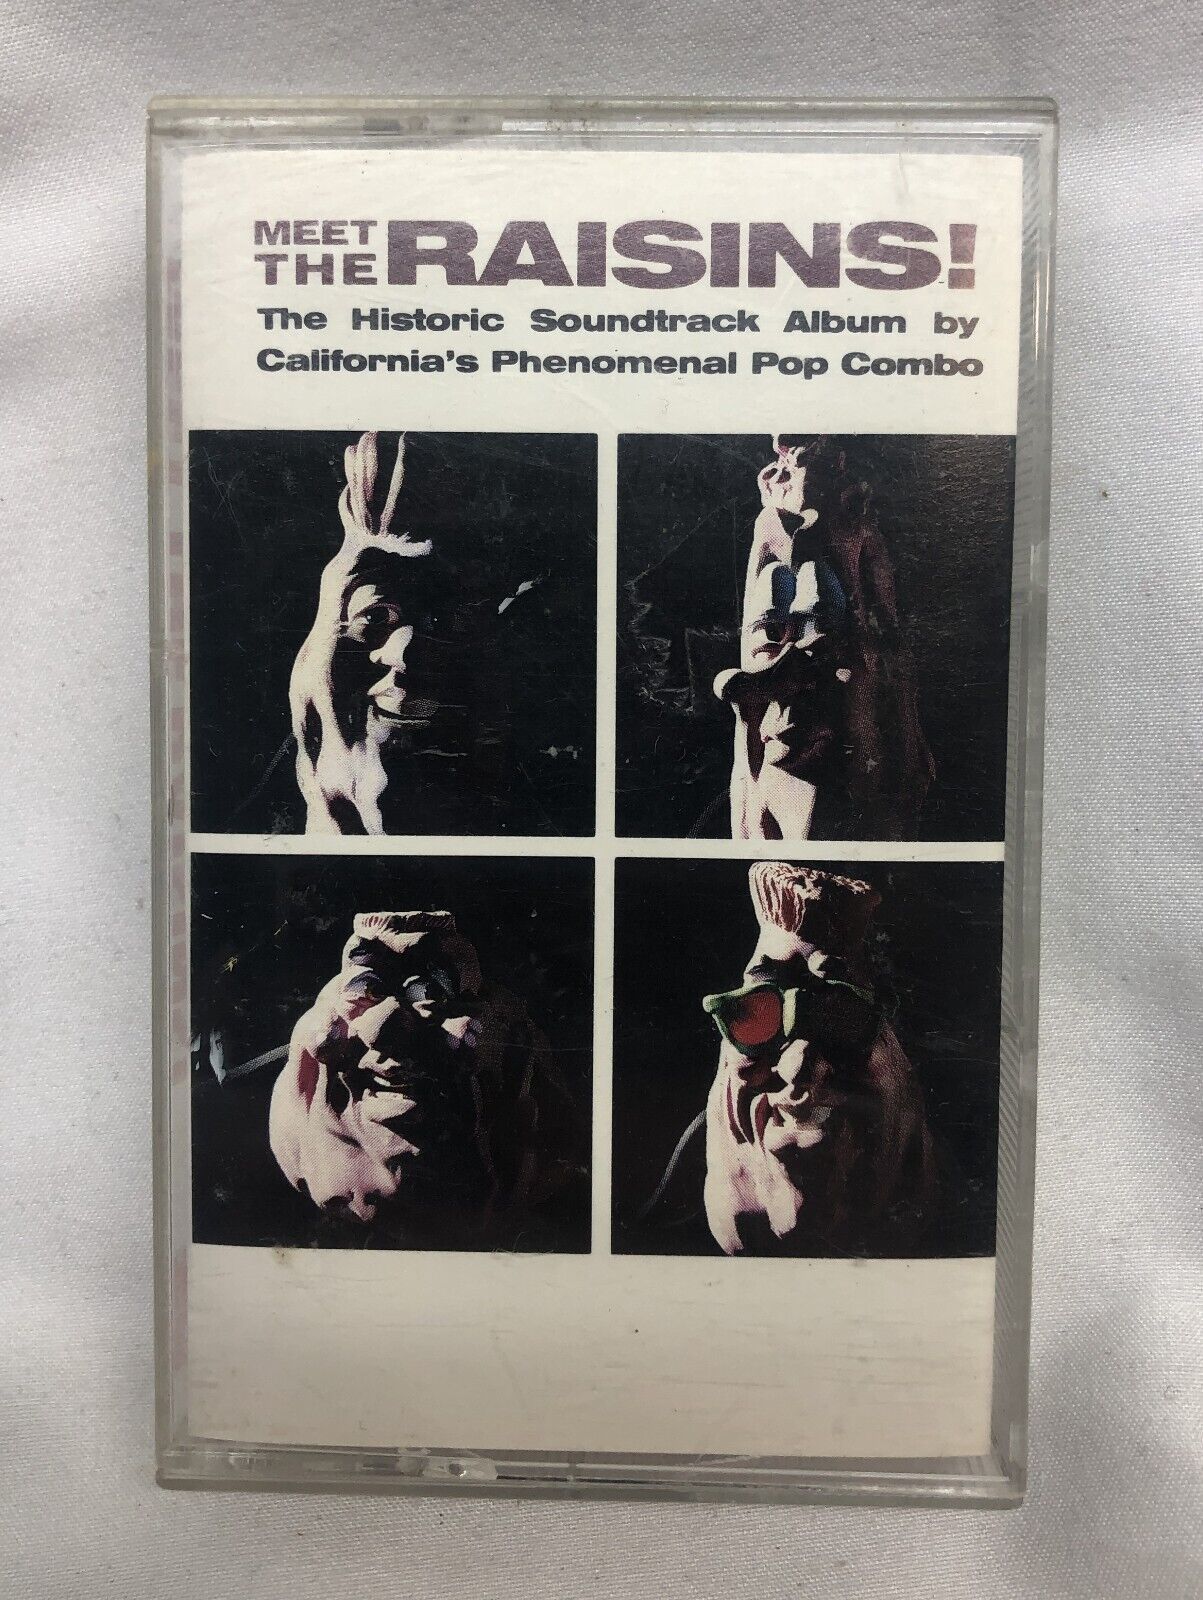 MEET THE RAISINS!
The Historic Soundtrack Album by
California's Phenomenal Pop Combo